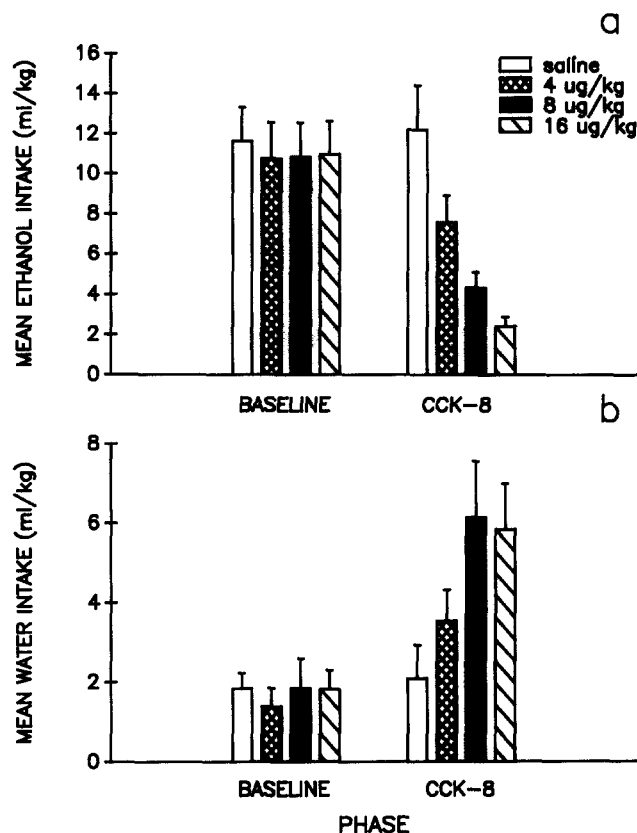 a
MEAN ETHANOL INTAKE (ml/kg)
16
14
12
10
8
6
4
2
0
saline
4 ug/kg
8 ug/kg
16 ug/kg
BASELINE
CCK-8
b
MEAN WATER INTAKE (ml/kg)
8
6
4
2
0
BASELINE
CCK-8
PHASE